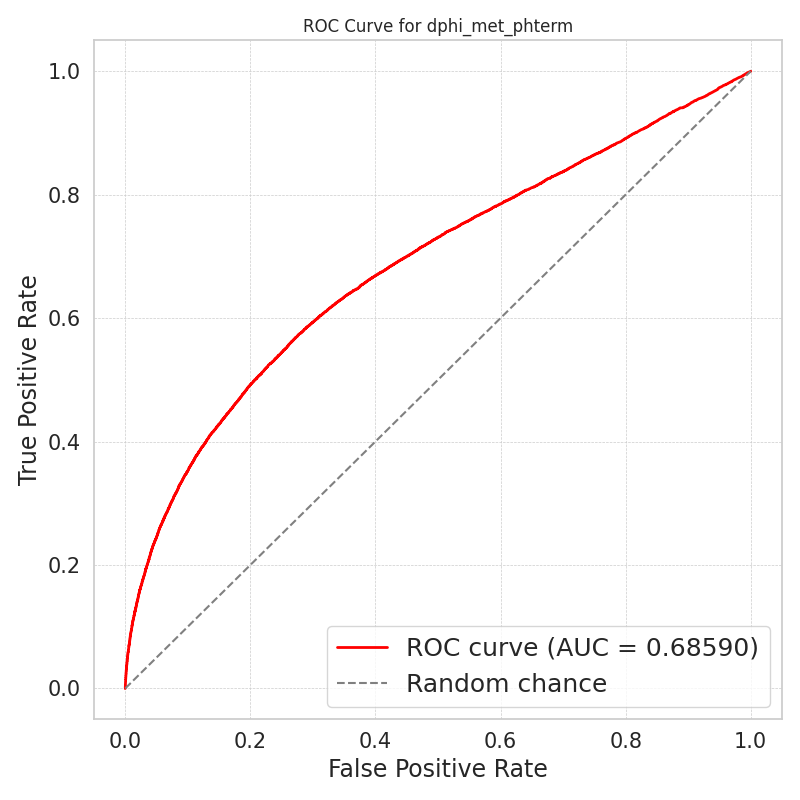 ROC Curve for dphi_met_phterm
True Positive Rate
1.0
0.8
0.6
0.4
0.2
0.0
ROC curve (AUC = 0.68590)
Random chance
0.0 0.2 0.4 0.6 0.8 1.0
False Positive Rate